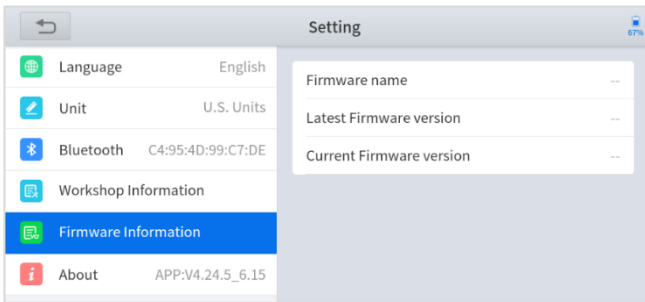 Setting
67%
Language English
Unit U.S. Units
Bluetooth C4:95:4D:99:C7:DE
Workshop Information
Firmware Information
About APP:V4.24.5_6.15
Firmware name --
Latest Firmware version --
Current Firmware version --